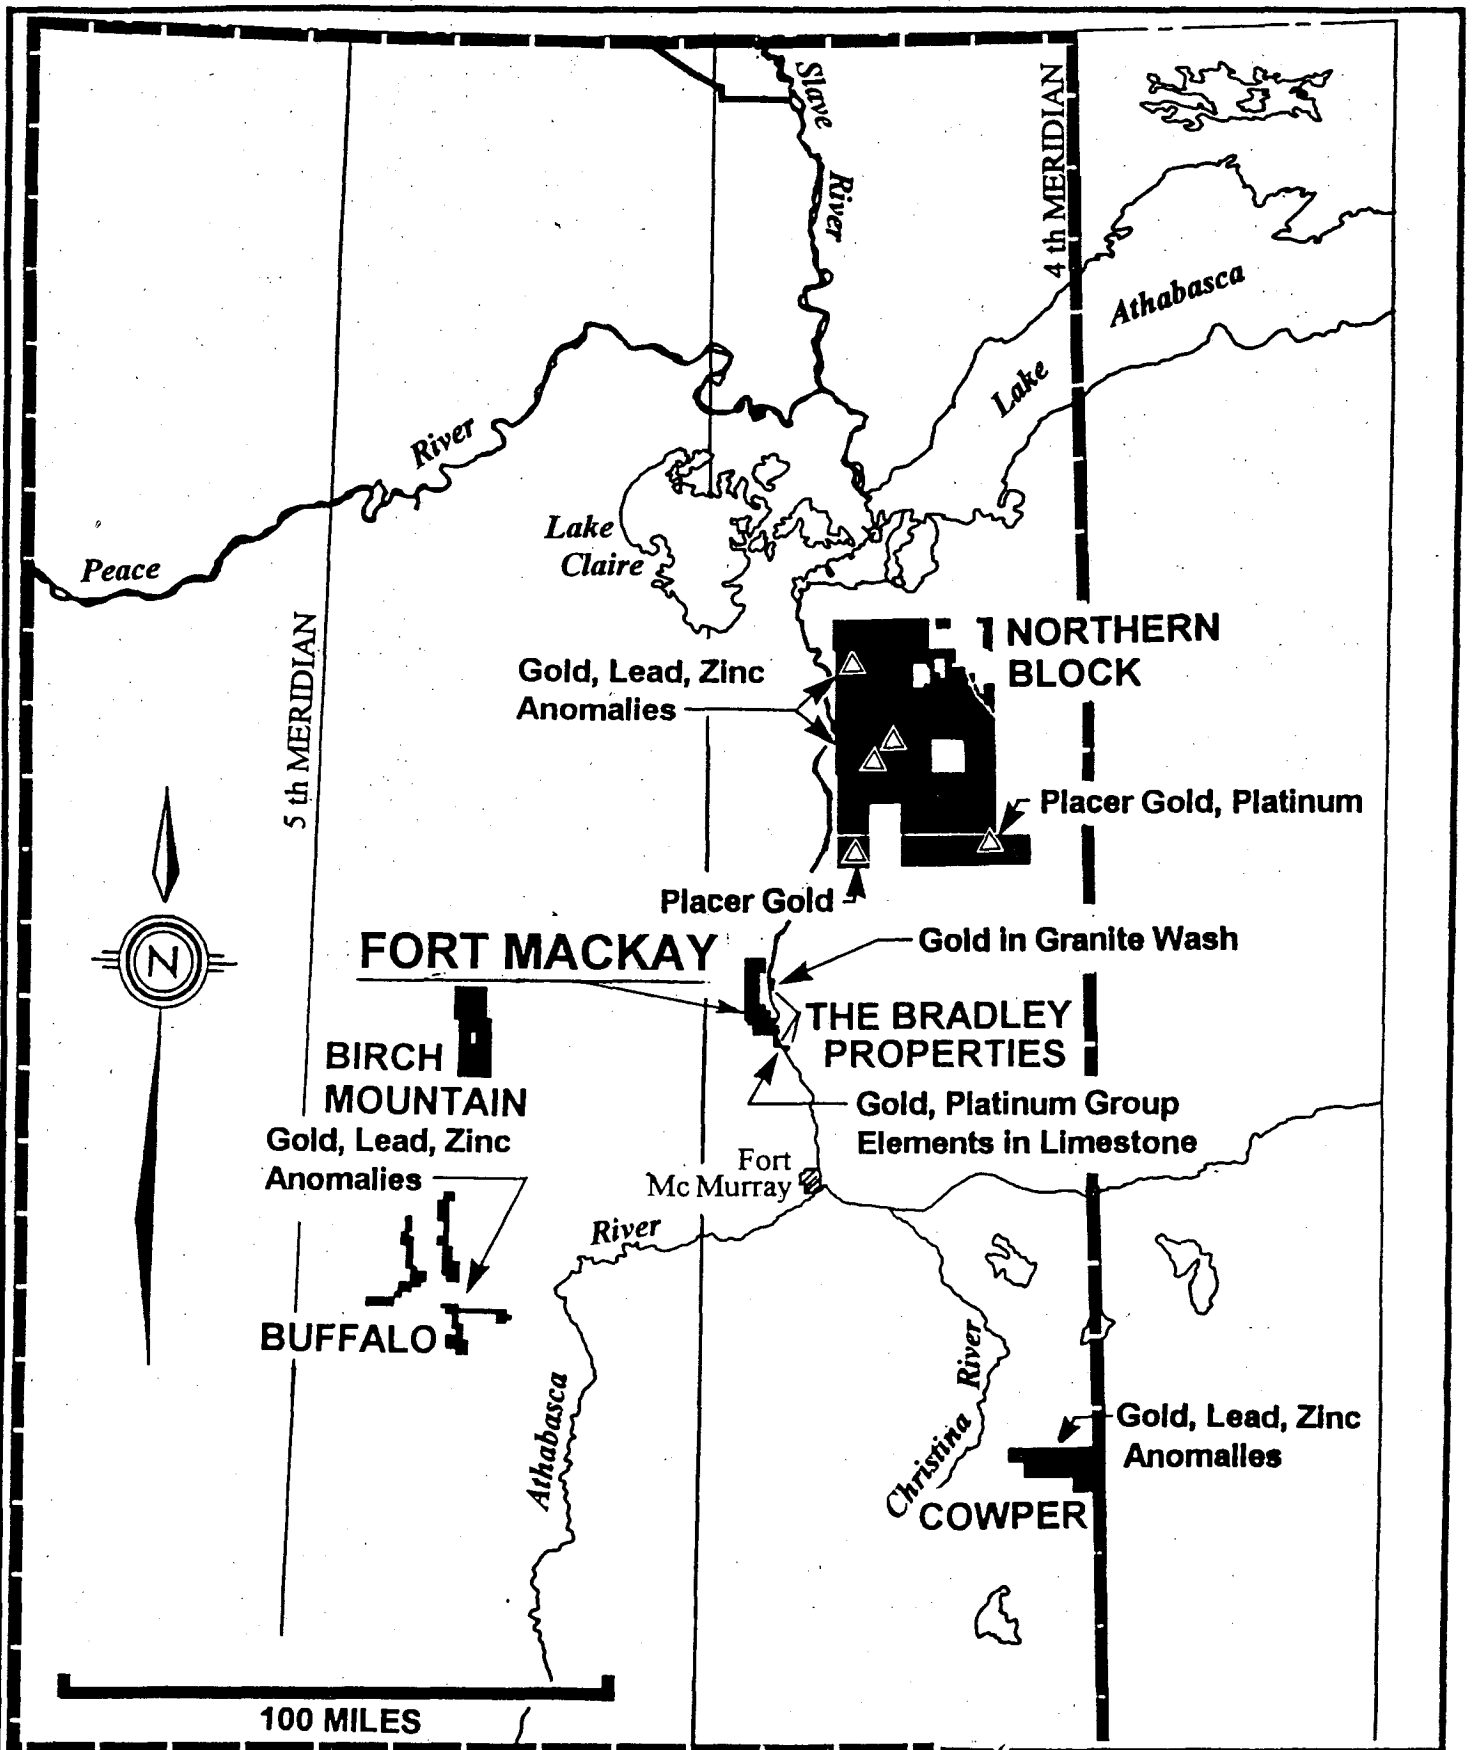 Slave
River
4 th MERIDIAN
Athabasca
Lake
River
Peace
Lake
Claire
5 th MERIDIAN
NORTHERN
BLOCK
Gold, Lead, Zinc
Anomalies
Placer Gold, Platinum
Placer Gold
Gold in Granite Wash
FORT MACKAY
N
THE BRADLEY
PROPERTIES
BIRCH
MOUNTAIN
Gold, Platinum Group
Elements in Limestone
Gold, Lead, Zinc
Anomalies
Fort
Mc Murray
River
BUFFALO
Athabasca
River
Christina
Gold, Lead, Zinc
Anomalies
COWPER
100 MILES